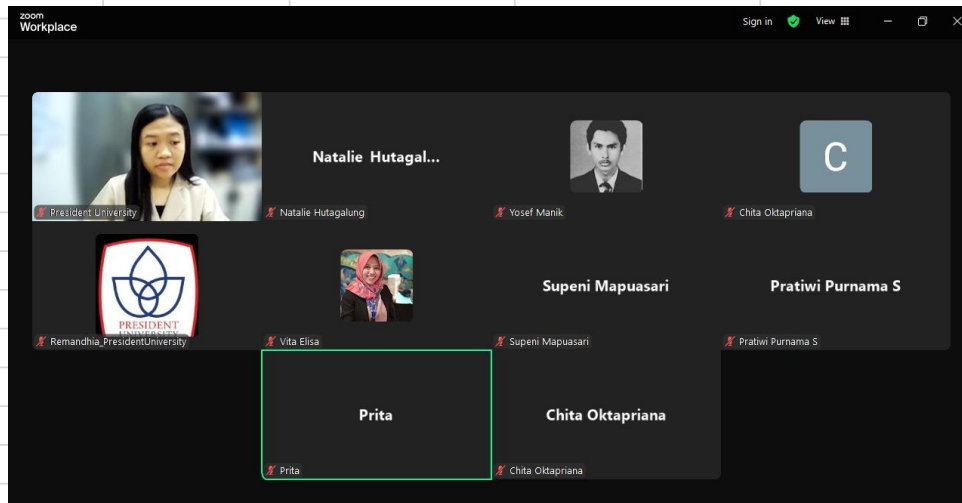 zoom
Workplace
Sign in
View
Natalie Hutagal...
C
President University
Natalie Hutagalung
Yosef Manik
Chita Oktapriana
PRESIDENT
UNIVERSITY
Supeni Mapuasari
Pratiwi Purnama S
Remandhia_PresidentUniversity
Vita Elisa
Supeni Mapuasari
Pratiwi Purnama S
Prita
Chita Oktapriana
Prita
Chita Oktapriana